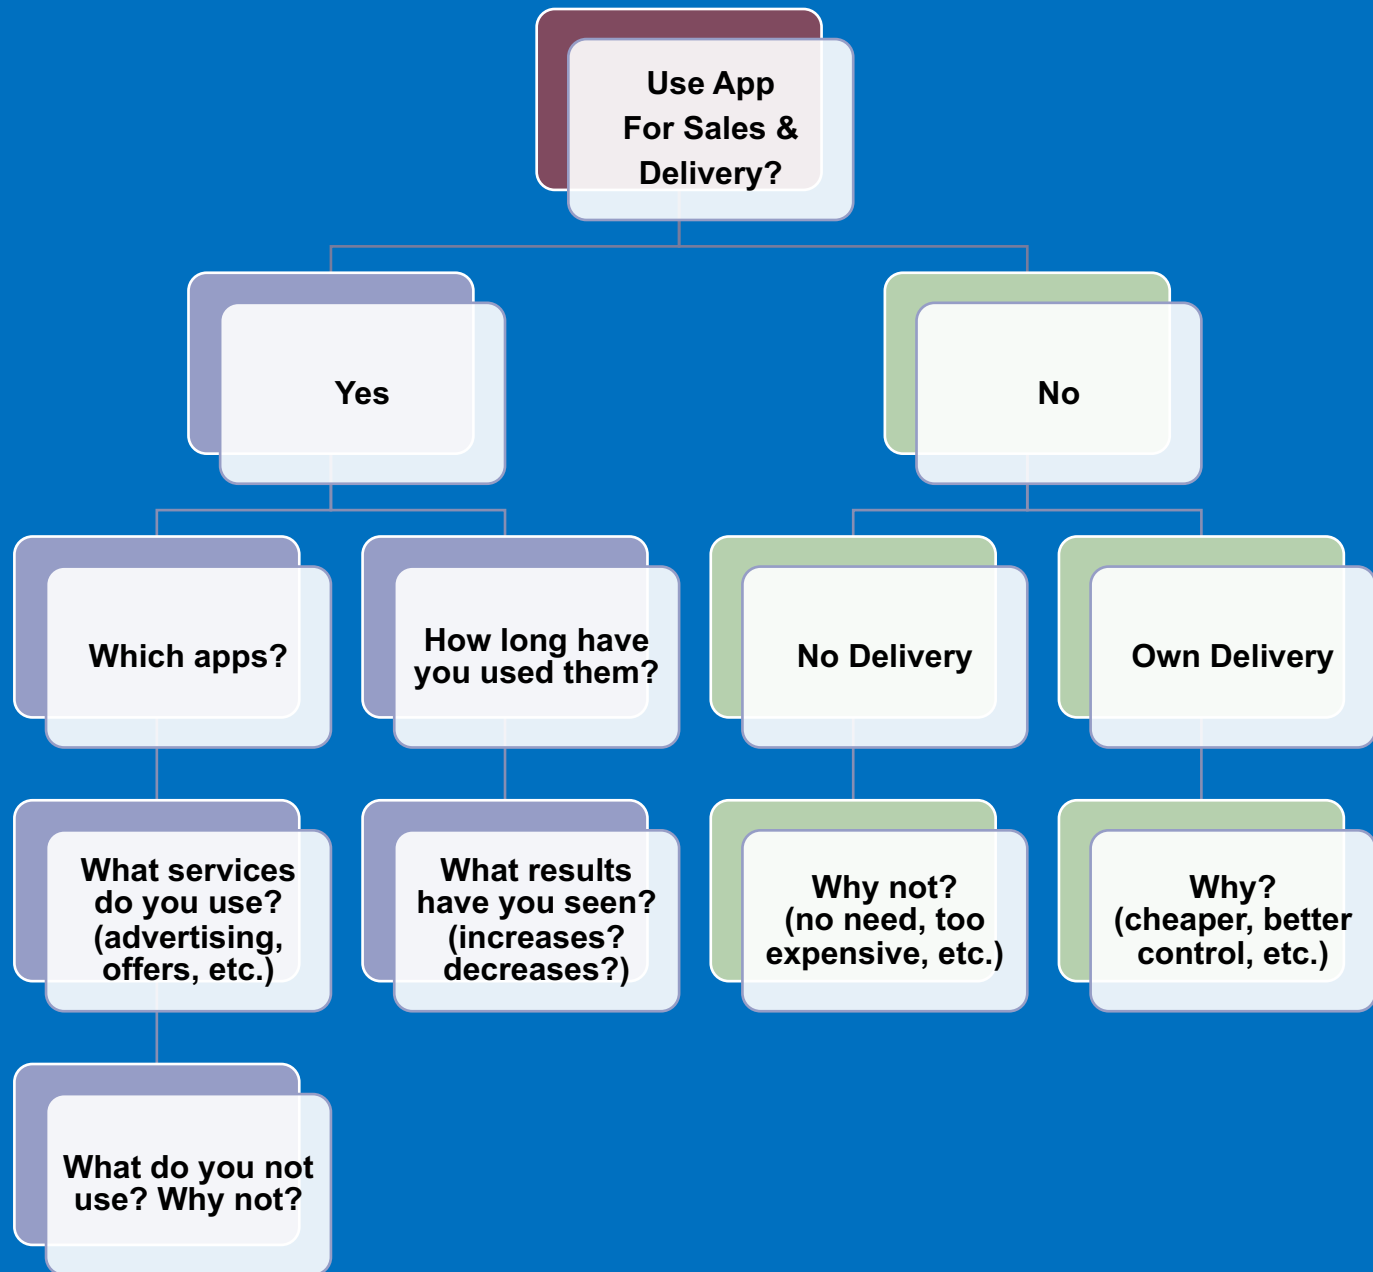 Use App
For Sales &
Delivery?
Yes
No
Which apps?
How long have
you used them?
No Delivery
Own Delivery
What services
do you use?
(advertising,
offers, etc.)
What results
have you seen?
(increases?
decreases?)
Why not?
(no need, too
expensive, etc.)
Why?
(cheaper, better
control, etc.)
What do you not
use? Why not?